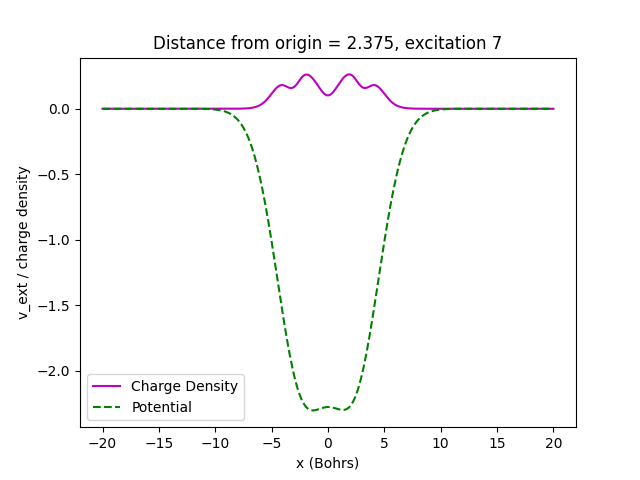 Distance from origin = 2.375, excitation 7
v_ext / charge density
0.0
−0.5
−1.0
−1.5
−2.0
Charge Density
Potential
−20 −15 −10 −5 0 5 10 15 20
x (Bohrs)